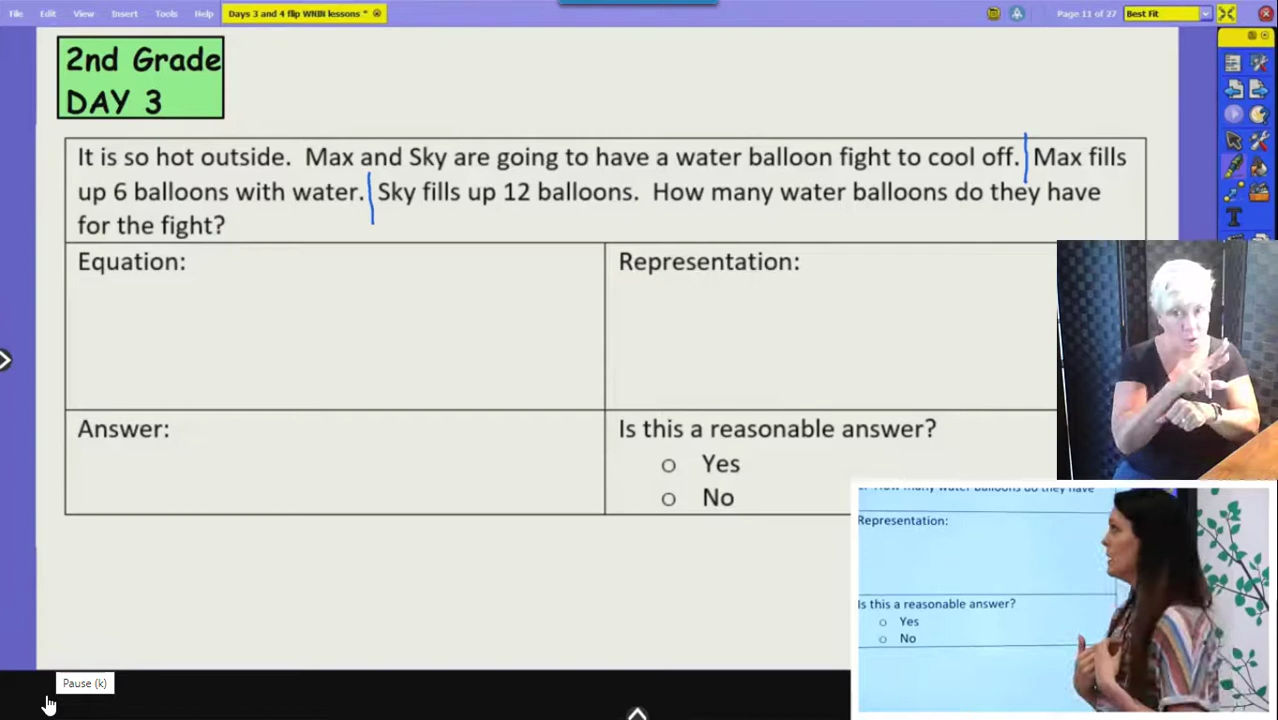 File Edit View Insert Tools Help Days 3 and 4 flip WNIN lessons * Page 11 of 27 Best Fit
2nd Grade
DAY 3
It is so hot outside. Max and Sky are going to have a water balloon fight to cool off. Max fills
up 6 balloons with water. Sky fills up 12 balloons. How many water balloons do they have
for the fight?
Equation:
Representation:
Answer:
Is this a reasonable answer?
o Yes
o No
How many water balloons do they have
Representation:
Is this a reasonable answer?
o Yes
o No
Pause (k)